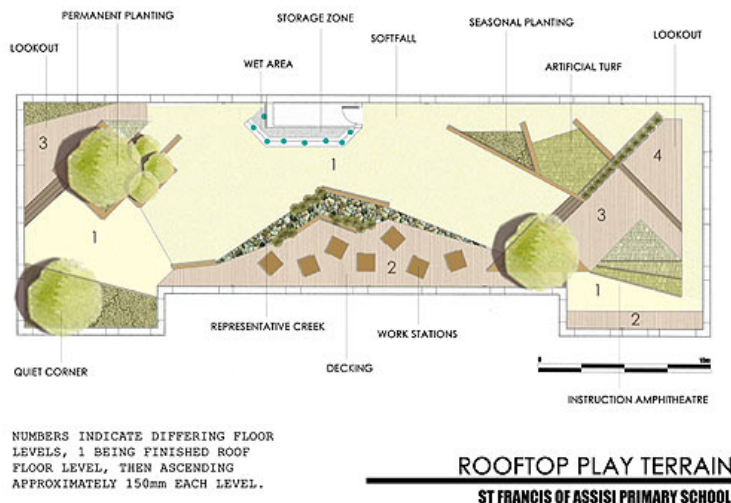 PERMANENT PLANTING
STORAGE ZONE
SEASONAL PLANTING
LOOKOUT
SOFTFALL
LOOKOUT
WET AREA
ARTIFICIAL TURF
3
1
4
3
1
2
1
2
REPRESENTATIVE CREEK
WORK STATIONS
QUIET CORNER
DECKING
INSTRUCTION AMPHITHEATRE
NUMBERS INDICATE DIFFERING FLOOR
LEVELS, 1 BEING FINISHED ROOF
FLOOR LEVEL, THEN ASCENDING
APPROXIMATELY 150mm EACH LEVEL.
ROOFTOP PLAY TERRAIN
ST FRANCIS OF ASSISI PRIMARY SCHOOL